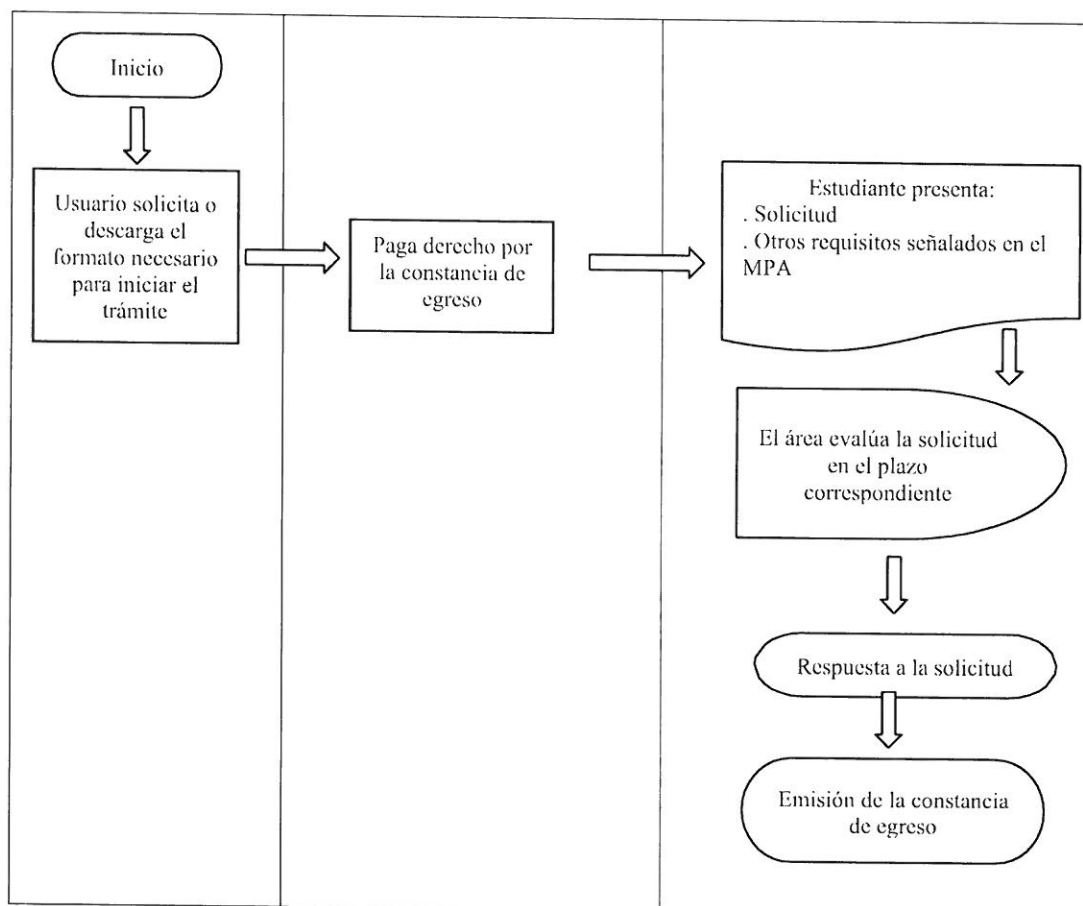 Inicio
Usuario solicita o
descarga el
formato necesario
para iniciar el
trámite
Paga derecho por
la constancia de
egreso
Estudiante presenta:
. Solicitud
. Otros requisitos señalados en el
MPA
El área evalúa la solicitud
en el plazo
correspondiente
Respuesta a la solicitud
Emisión de la constancia
de egreso